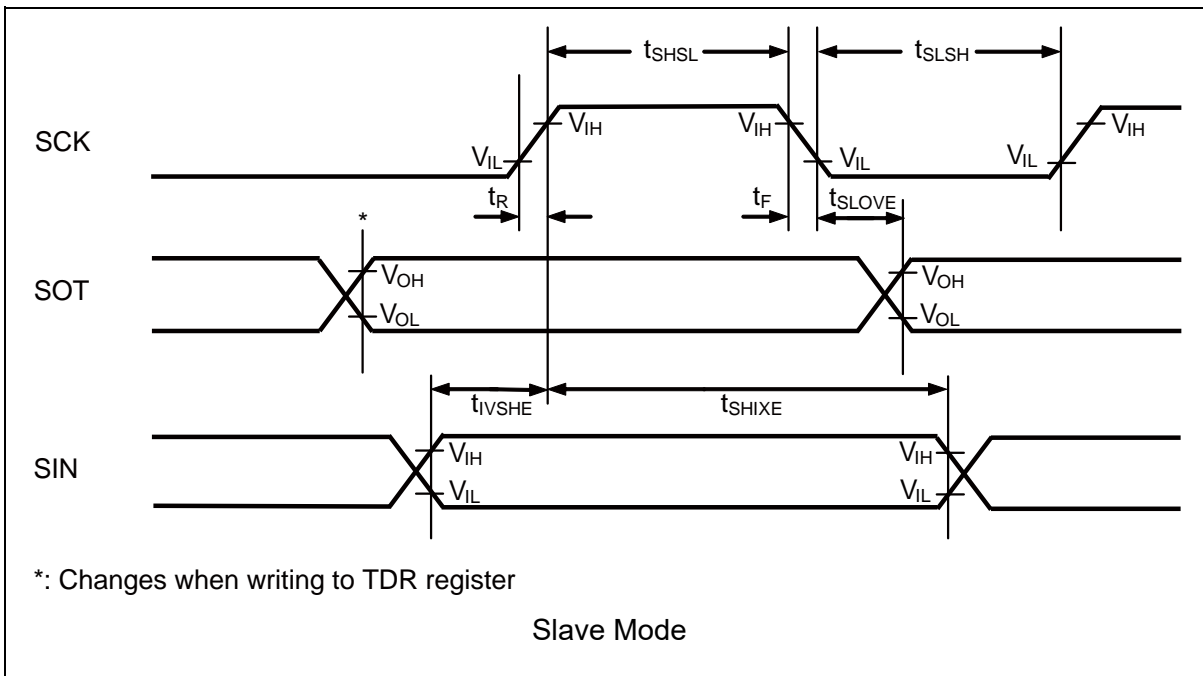 tSHSL
tSLSH
SCK
VIH
VIH
VIH
VIL
VIL
VIL
tR
tF
tSLOVE
*
SOT
VOH
VOH
VOL
VOL
tIVSHE
tSHIXE
SIN
VIH
VIH
VIL
VIL
*: Changes when writing to TDR register
Slave Mode